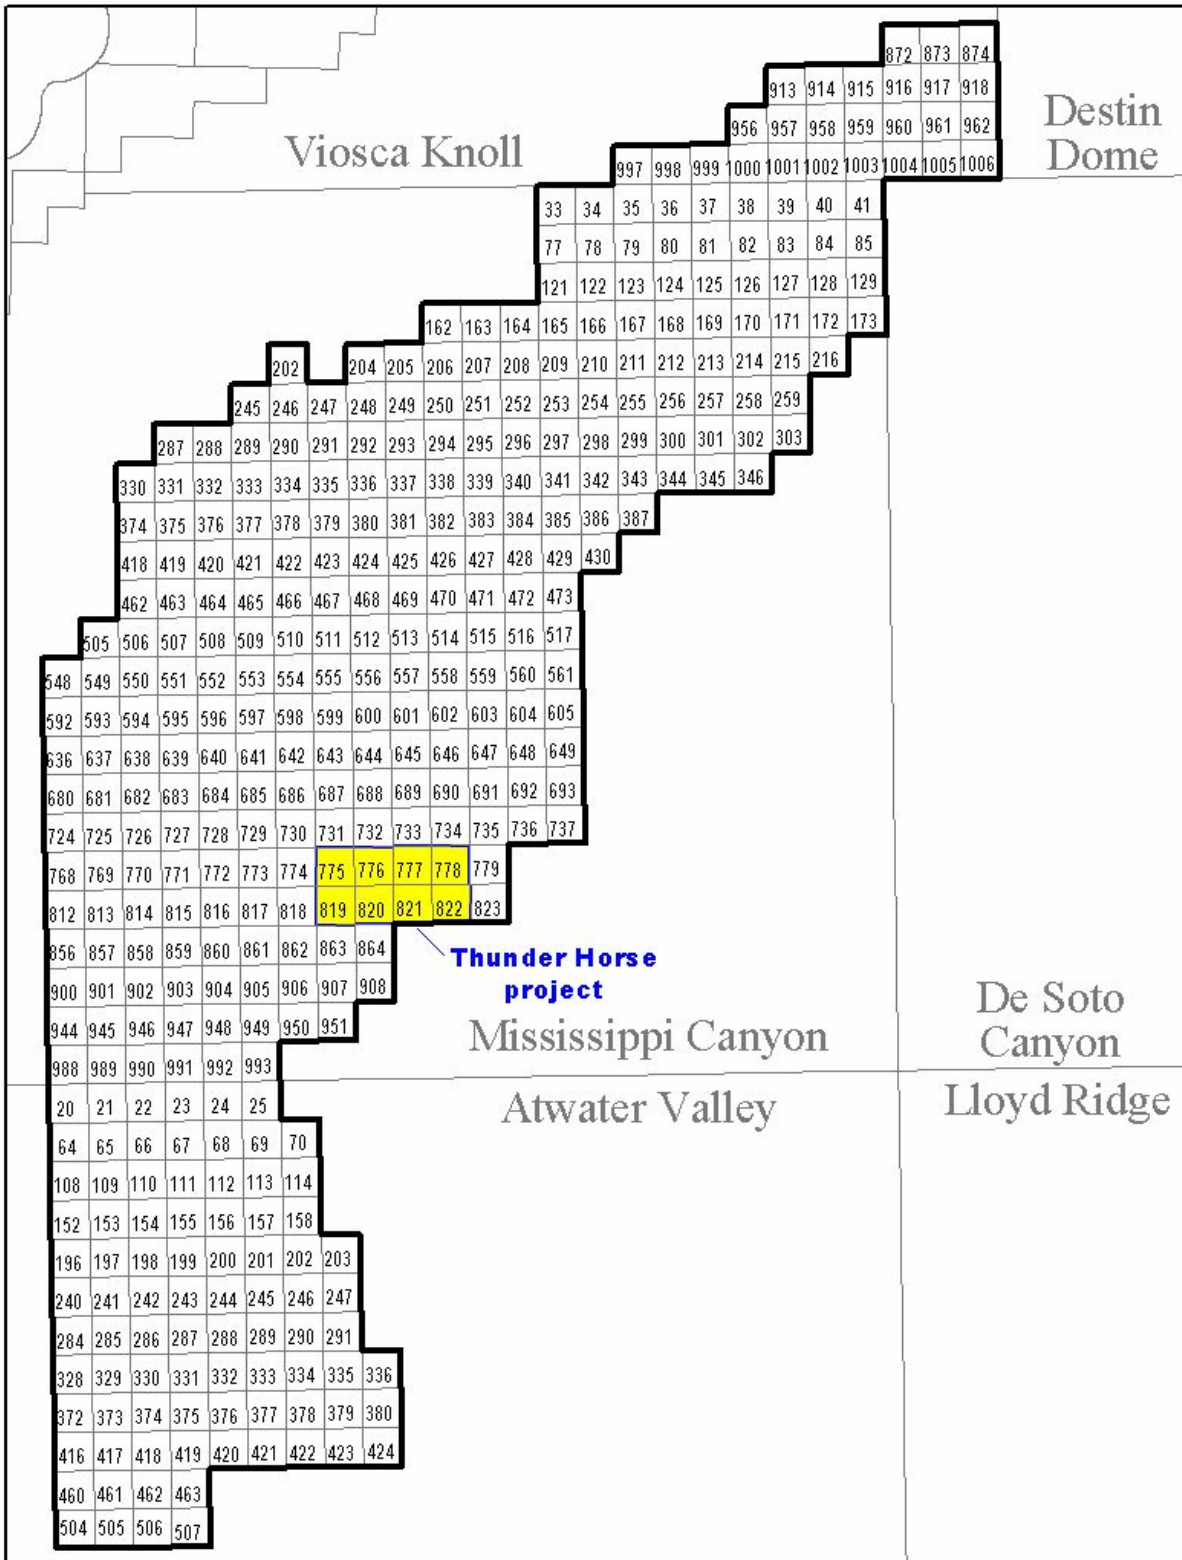 872 873 874
913 914 915 916 917 918
Destin
Dome
956 957 958 959 960 961 962
Viosca Knoll
997 998 999 1000 1001 1002 1003 1004 1005 1006
33 34 35 36 37 38 39 40 41
77 78 79 80 81 82 83 84 85
121 122 123 124 125 126 127 128 129
162 163 164 165 166 167 168 169 170 171 172 173
202 204 205 206 207 208 209 210 211 212 213 214 215 216
245 246 247 248 249 250 251 252 253 254 255 256 257 258 259
287 288 289 290 291 292 293 294 295 296 297 298 299 300 301 302 303
330 331 332 333 334 335 336 337 338 339 340 341 342 343 344 345 346
374 375 376 377 378 379 380 381 382 383 384 385 386 387
418 419 420 421 422 423 424 425 426 427 428 429 430
462 463 464 465 466 467 468 469 470 471 472 473
505 506 507 508 509 510 511 512 513 514 515 516 517
548 549 550 551 552 553 554 555 556 557 558 559 560 561
592 593 594 595 596 597 598 599 600 601 602 603 604 605
636 637 638 639 640 641 642 643 644 645 646 647 648 649
680 681 682 683 684 685 686 687 688 689 690 691 692 693
724 725 726 727 728 729 730 731 732 733 734 735 736 737
768 769 770 771 772 773 774 775 776 777 778 779
812 813 814 815 816 817 818 819 820 821 822 823
856 857 858 859 860 861 862 863 864
Thunder Horse
project
900 901 902 903 904 905 906 907 908
De Soto
Canyon
944 945 946 947 948 949 950 951
Mississippi Canyon
988 989 990 991 992 993
20 21 22 23 24 25
Atwater Valley
Lloyd Ridge
64 65 66 67 68 69 70
108 109 110 111 112 113 114
152 153 154 155 156 157 158
196 197 198 199 200 201 202 203
240 241 242 243 244 245 246 247
284 285 286 287 288 289 290 291
328 329 330 331 332 333 334 335 336
372 373 374 375 376 377 378 379 380
416 417 418 419 420 421 422 423 424
460 461 462 463
504 505 506 507